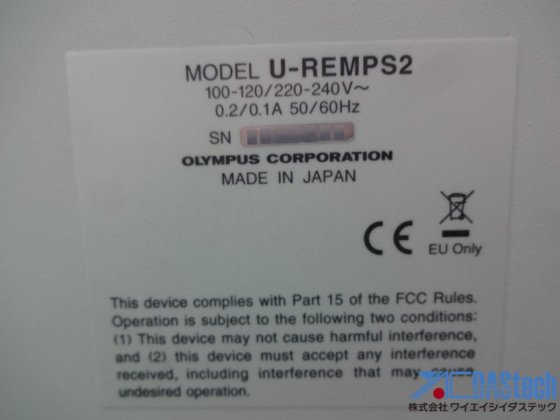 MODEL U-REMPS2
100-120/220-240V～
0.2/0.1A 50/60Hz
SN
OLYMPUS CORPORATION
MADE IN JAPAN
CE
EU Only
This device complies with Part 15 of the FCC Rules.
Operation is subject to the following two conditions:
(1) This device may not cause harmful interference,
and (2) this device must accept any interference
received, including interference that may cause
undesired operation.
DAStech
株式会社 ワイエイシイダステック